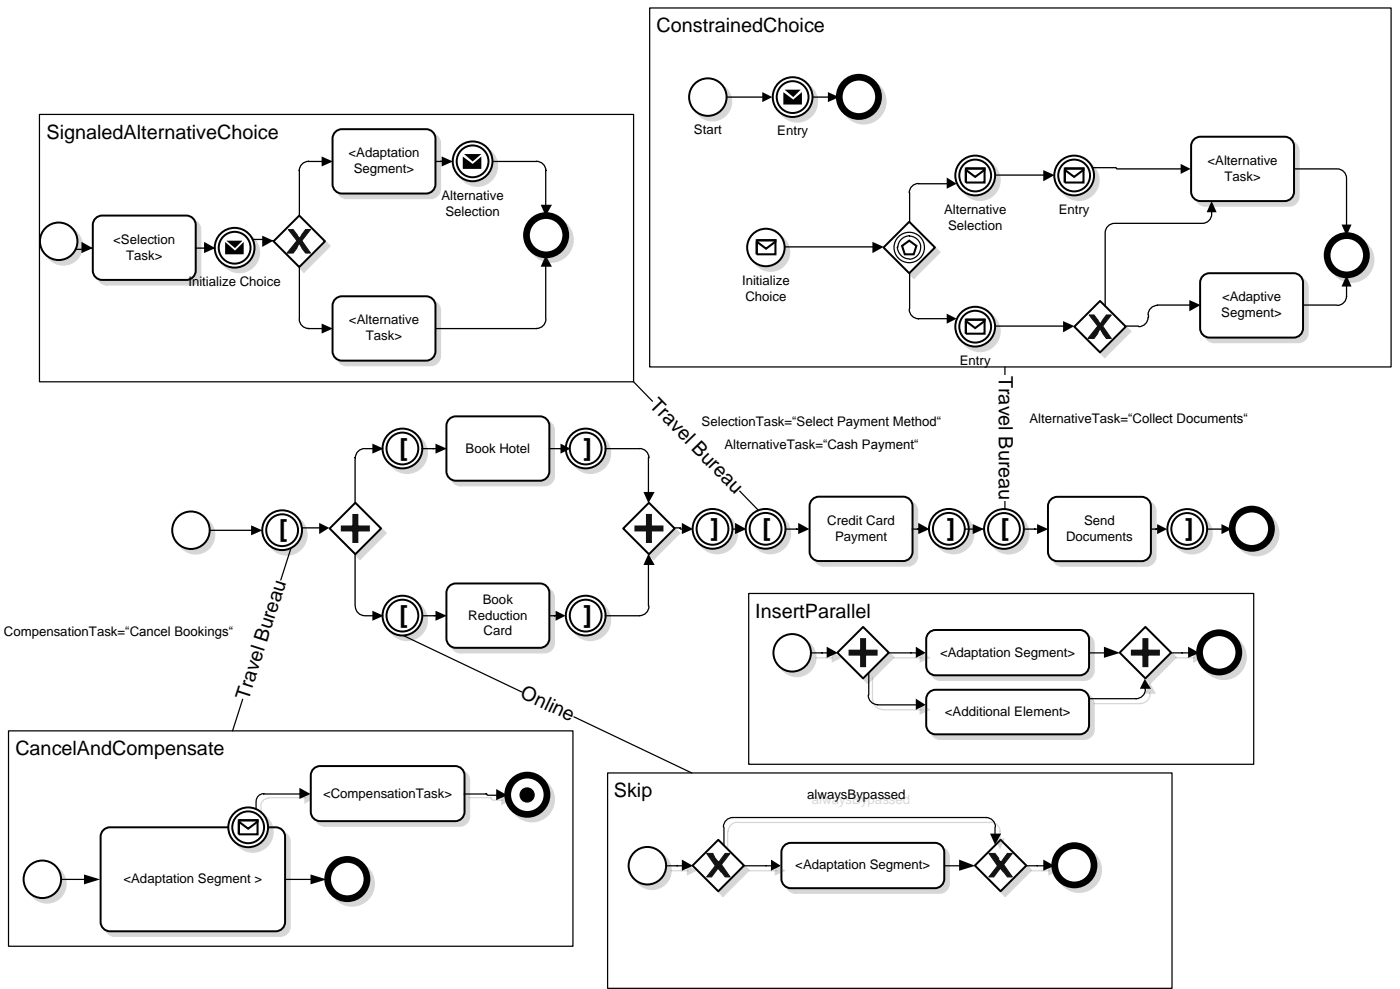 ConstrainedChoice
Start
Entry
Alternative
Selection
Entry
<Alternative
Task>
Initialize
Choice
Entry
<Adaptive
Segment>
SignaledAlternativeChoice
<Selection
Task>
Initialize Choice
<Adaptation
Segment>
Alternative
Selection
<Alternative
Task>
Travel Bureau
SelectionTask=“Select Payment Method“
AlternativeTask=“Cash Payment“
Travel Bureau
AlternativeTask=“Collect Documents“
[
Book Hotel
]
[
]
[
Credit Card
Payment
]
[
Send
Documents
]
[
Book
Reduction
Card
]
CompensationTask=“Cancel Bookings“
Travel Bureau
Online
InsertParallel
<Adaptation Segment>
<Additional Element>
CancelAndCompensate
<CompensationTask>
<Adaptation Segment >
Skip
alwaysBypassed
<Adaptation Segment>